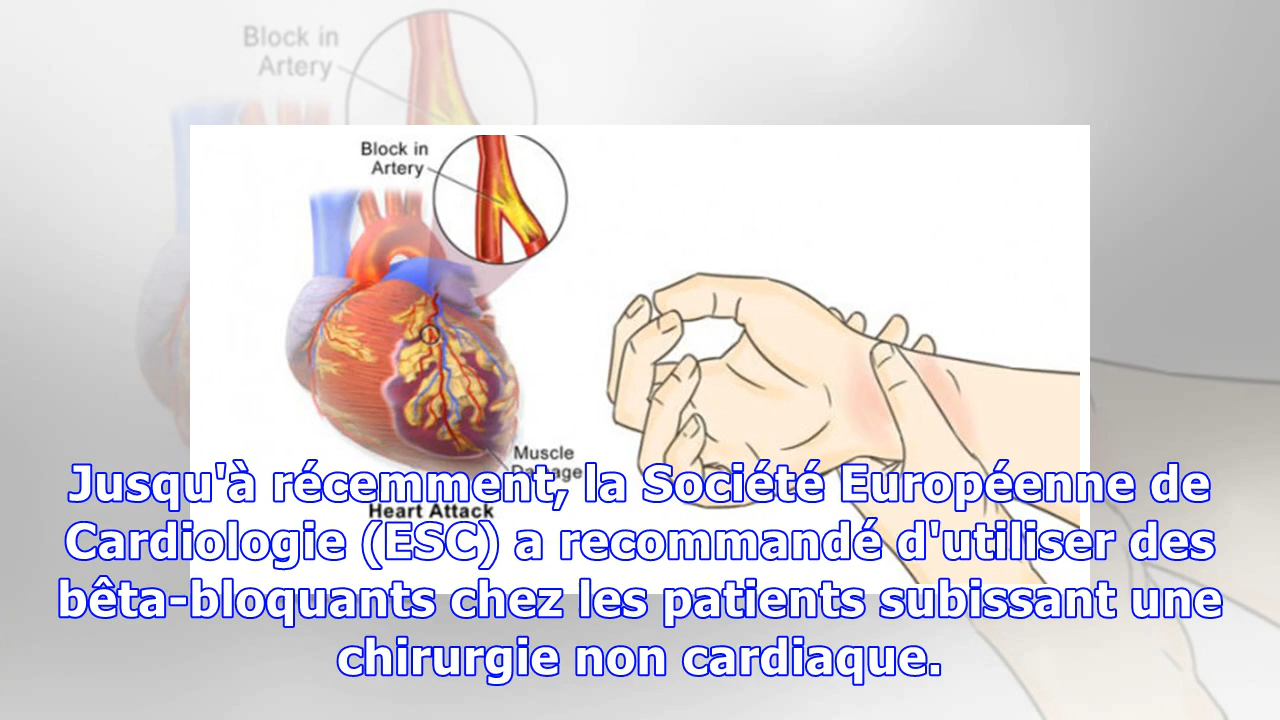 Block in
Artery
Block in
Artery
Muscle
Damage
Heart Attack
Jusqu'à récemment, la Société Européenne de
Cardiologie (ESC) a recommandé d'utiliser des
bêta-bloquants chez les patients subissant une
chirurgie non cardiaque.